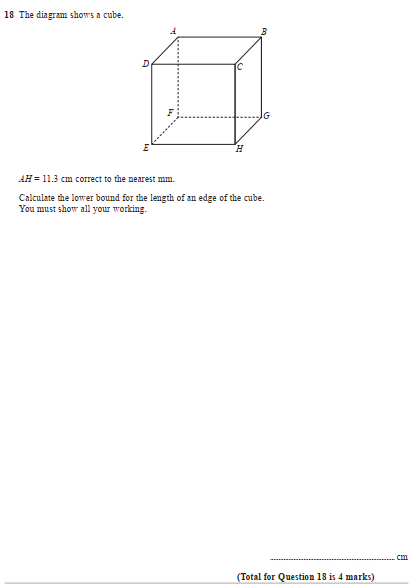 18 The diagram shows a cube.
A
B
D
C
F
G
E
H
AH = 11.3 cm correct to the nearest mm.
Calculate the lower bound for the length of an edge of the cube.
You must show all your working.
.......................................................... cm
(Total for Question 18 is 4 marks)